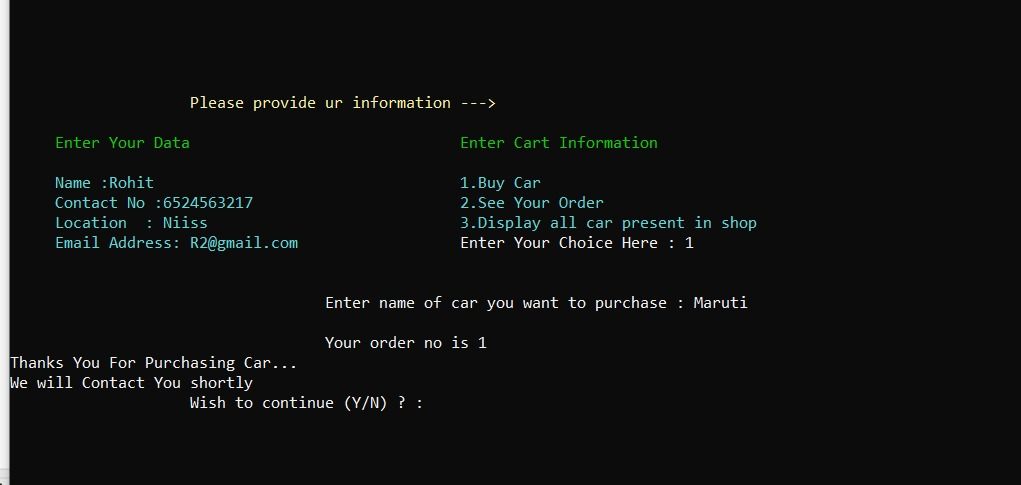 Please provide ur information --->
Enter Your Data
Enter Cart Information
Name :Rohit
1.Buy Car
Contact No :6524563217
2.See Your Order
Location  : Niiss
3.Display all car present in shop
Email Address: R2@gmail.com
Enter Your Choice Here : 1
Enter name of car you want to purchase : Maruti
Your order no is 1
Thanks You For Purchasing Car...
We will Contact You shortly
Wish to continue (Y/N) ? :